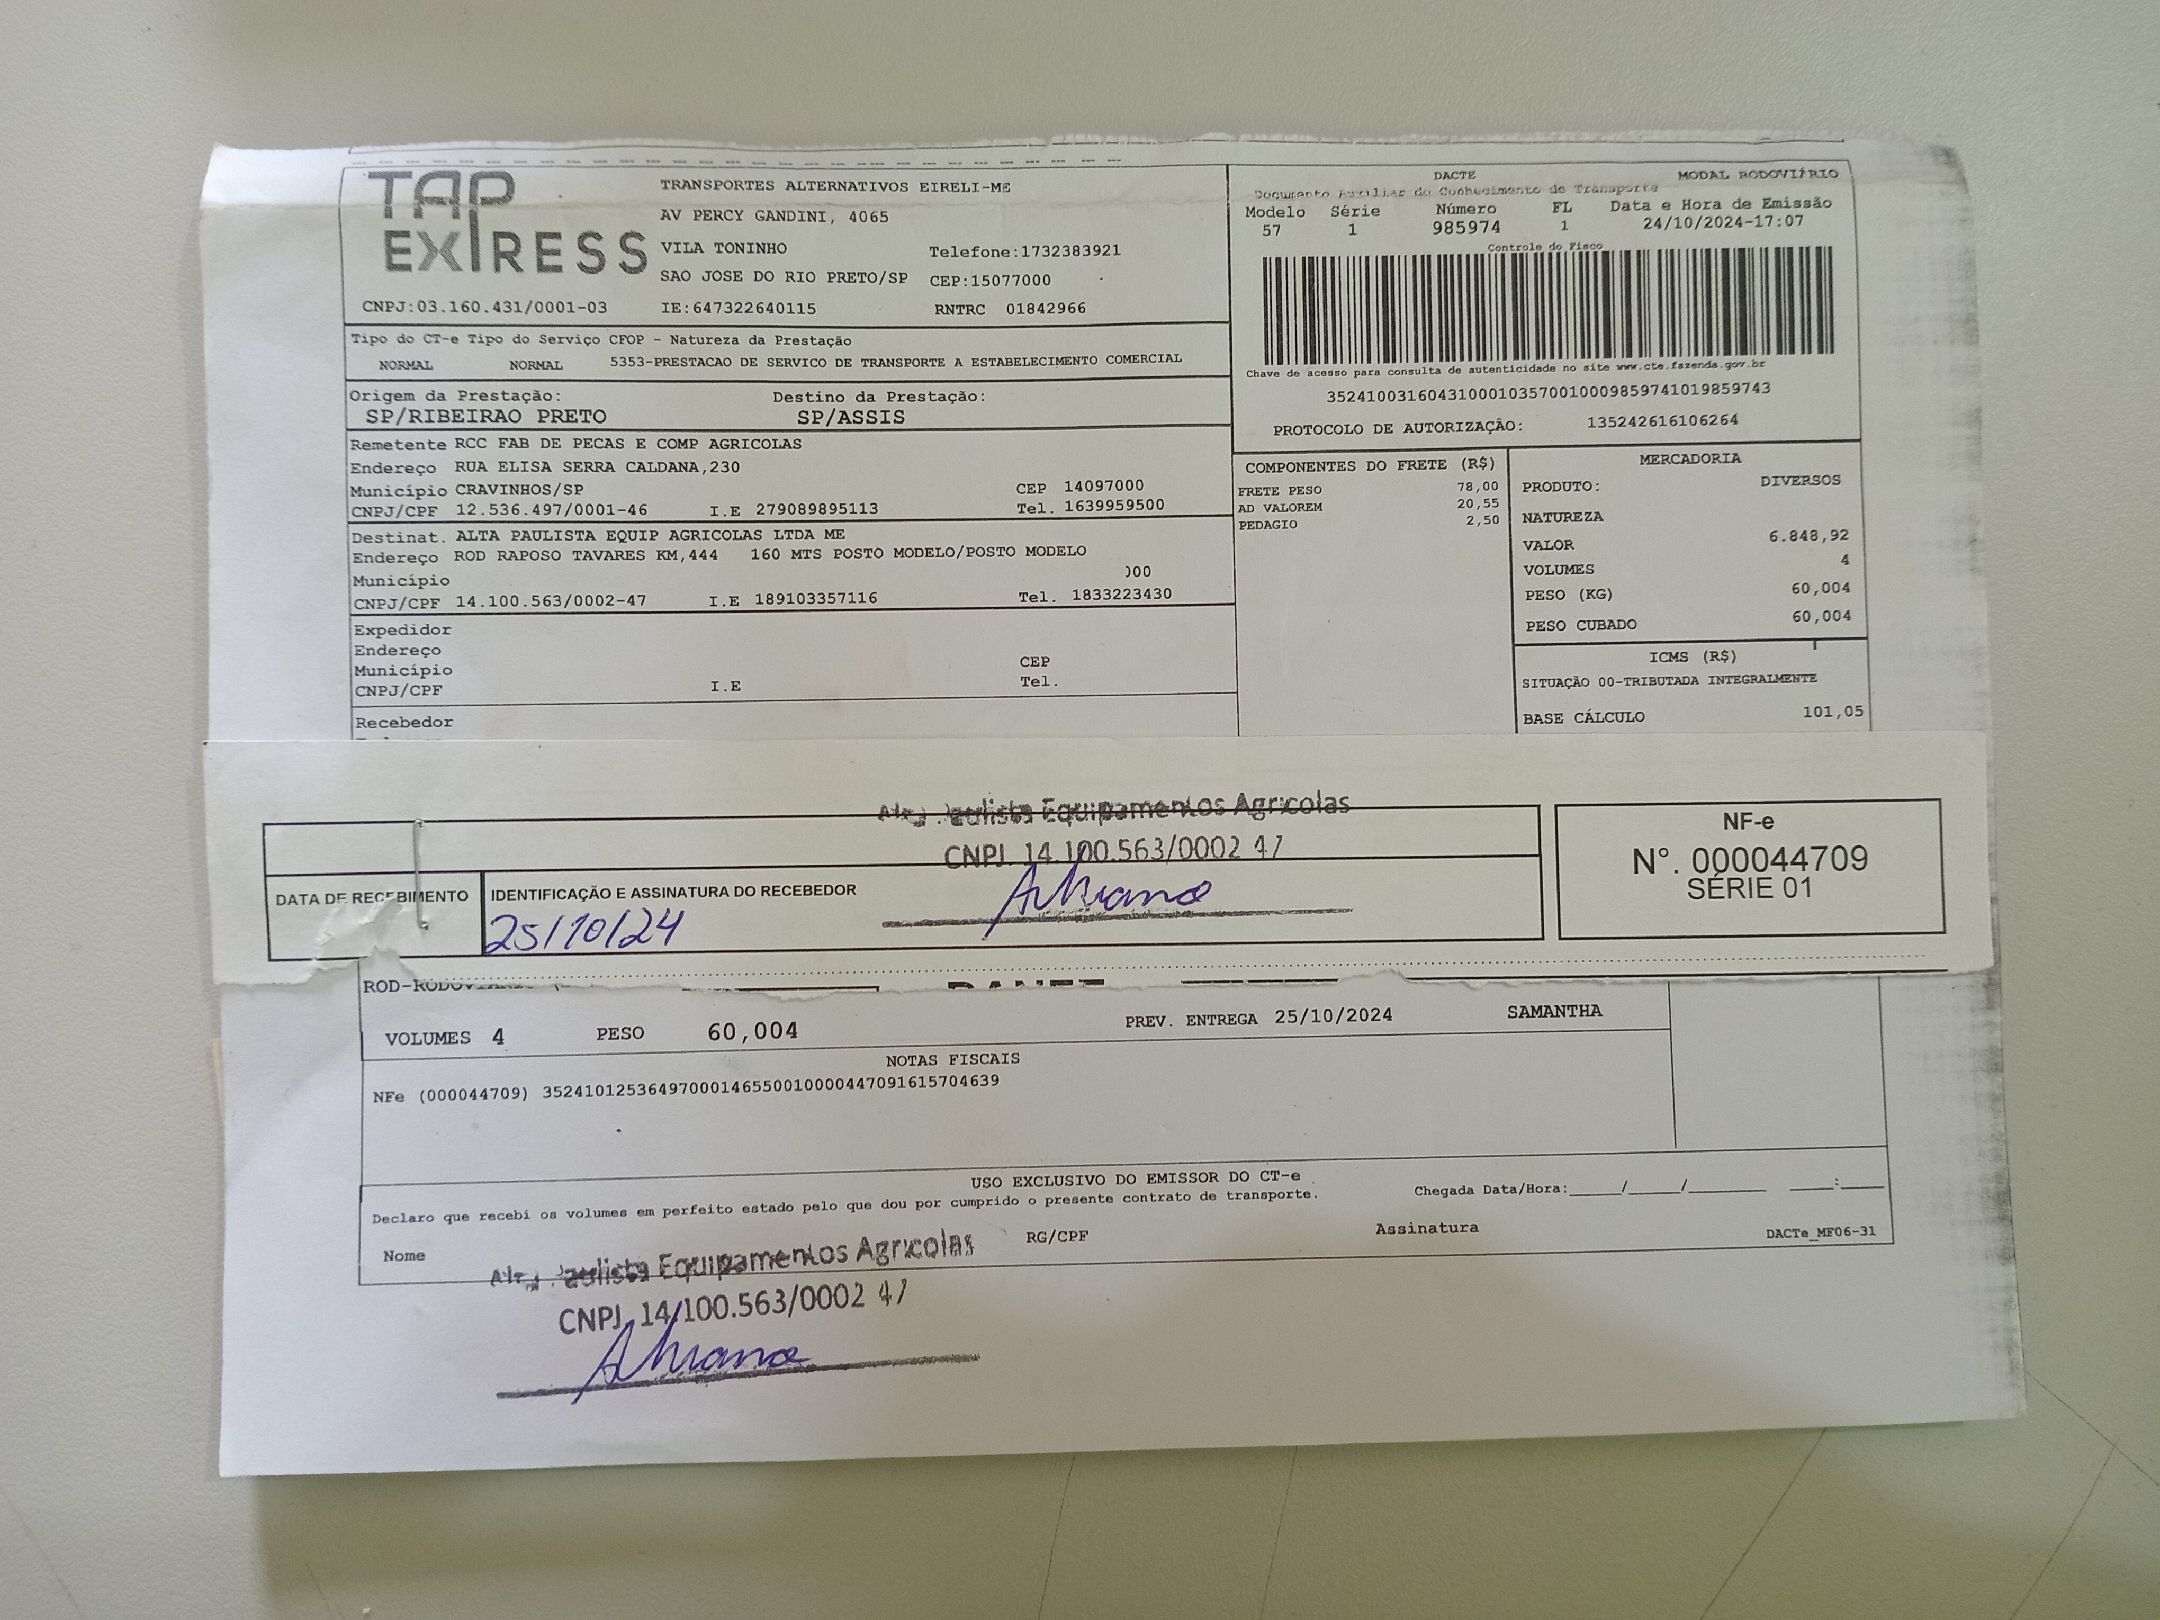 TAP EXPRESS
TRANSPORTES ALTERNATIVOS EIRELI-ME
AV PERCY GANDINI, 4065
VILA TONINHO Telefone:1732383921
SAO JOSE DO RIO PRETO/SP CEP:15077000
CNPJ:03.160.431/0001-03 IE:647322640115 RNTRC 01842966
DACTE MODAL RODOVIÁRIO
Documento Auxiliar do Conhecimento de Transporte
Modelo Série Número FL Data e Hora de Emissão
57 1 985974 1 24/10/2024-17:07
Controle do Fisco
Chave de acesso para consulta de autenticidade no site www.cte.fazenda.gov.br
35241003160431000103570010009859741019859743
PROTOCOLO DE AUTORIZAÇÃO: 135242616106264
Tipo do CT-e Tipo do Serviço CFOP - Natureza da Prestação
NORMAL NORMAL 5353-PRESTACAO DE SERVICO DE TRANSPORTE A ESTABELECIMENTO COMERCIAL
Origem da Prestação: Destino da Prestação:
SP/RIBEIRAO PRETO SP/ASSIS
Remetente RCC FAB DE PECAS E COMP AGRICOLAS
Endereço RUA ELISA SERRA CALDANA,230
Município CRAVINHOS/SP CEP 14097000
CNPJ/CPF 12.536.497/0001-46 I.E 279089895113 Tel. 1639959500
Destinat. ALTA PAULISTA EQUIP AGRICOLAS LTDA ME
Endereço ROD RAPOSO TAVARES KM,444 160 MTS POSTO MODELO/POSTO MODELO
Município 000
CNPJ/CPF 14.100.563/0002-47 I.E 189103357116 Tel. 1833223430
Expedidor
Endereço
Município CEP
CNPJ/CPF I.E Tel.
Recebedor
COMPONENTES DO FRETE (R$)
FRETE PESO 78,00
AD VALOREM 20,55
PEDAGIO 2,50
MERCADORIA
PRODUTO: DIVERSOS
NATUREZA
VALOR 6.848,92
VOLUMES 4
PESO (KG) 60,004
PESO CUBADO 60,004
ICMS (R$)
SITUAÇÃO 00-TRIBUTADA INTEGRALMENTE
BASE CÁLCULO 101,05
Paulista Equipamentos Agricolas
CNPJ. 14.100.563/0002 47
DATA DE RECEBIMENTO IDENTIFICAÇÃO E ASSINATURA DO RECEBEDOR
25/10/24 Adriana
NF-e
N°. 000044709
SÉRIE 01
ROD-RODOVIARIO
VOLUMES 4 PESO 60,004 PREV. ENTREGA 25/10/2024 SAMANTHA
NOTAS FISCAIS
NFe (000044709) 35241012536497000146550010000447091615704639
USO EXCLUSIVO DO EMISSOR DO CT-e
Declaro que recebi os volumes em perfeito estado pelo que dou por cumprido o presente contrato de transporte. Chegada Data/Hora:_____/_____/________ ____:____
Nome RG/CPF Assinatura DACTe_MF06-31
Paulista Equipamentos Agricolas
CNPJ. 14.100.563/0002 47
Adriana